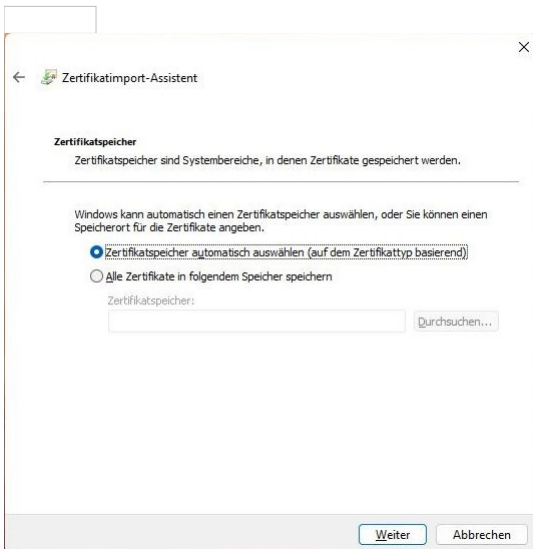 Zertifikatimport-Assistent
Zertifikatspeicher
Zertifikatspeicher sind Systembereiche, in denen Zertifikate gespeichert werden.
Windows kann automatisch einen Zertifikatspeicher auswählen, oder Sie können einen
Speicherort für die Zertifikate angeben.
Zertifikatspeicher automatisch auswählen (auf dem Zertifikattyp basierend)
Alle Zertifikate in folgendem Speicher speichern
Zertifikatspeicher:
Durchsuchen...
Weiter Abbrechen